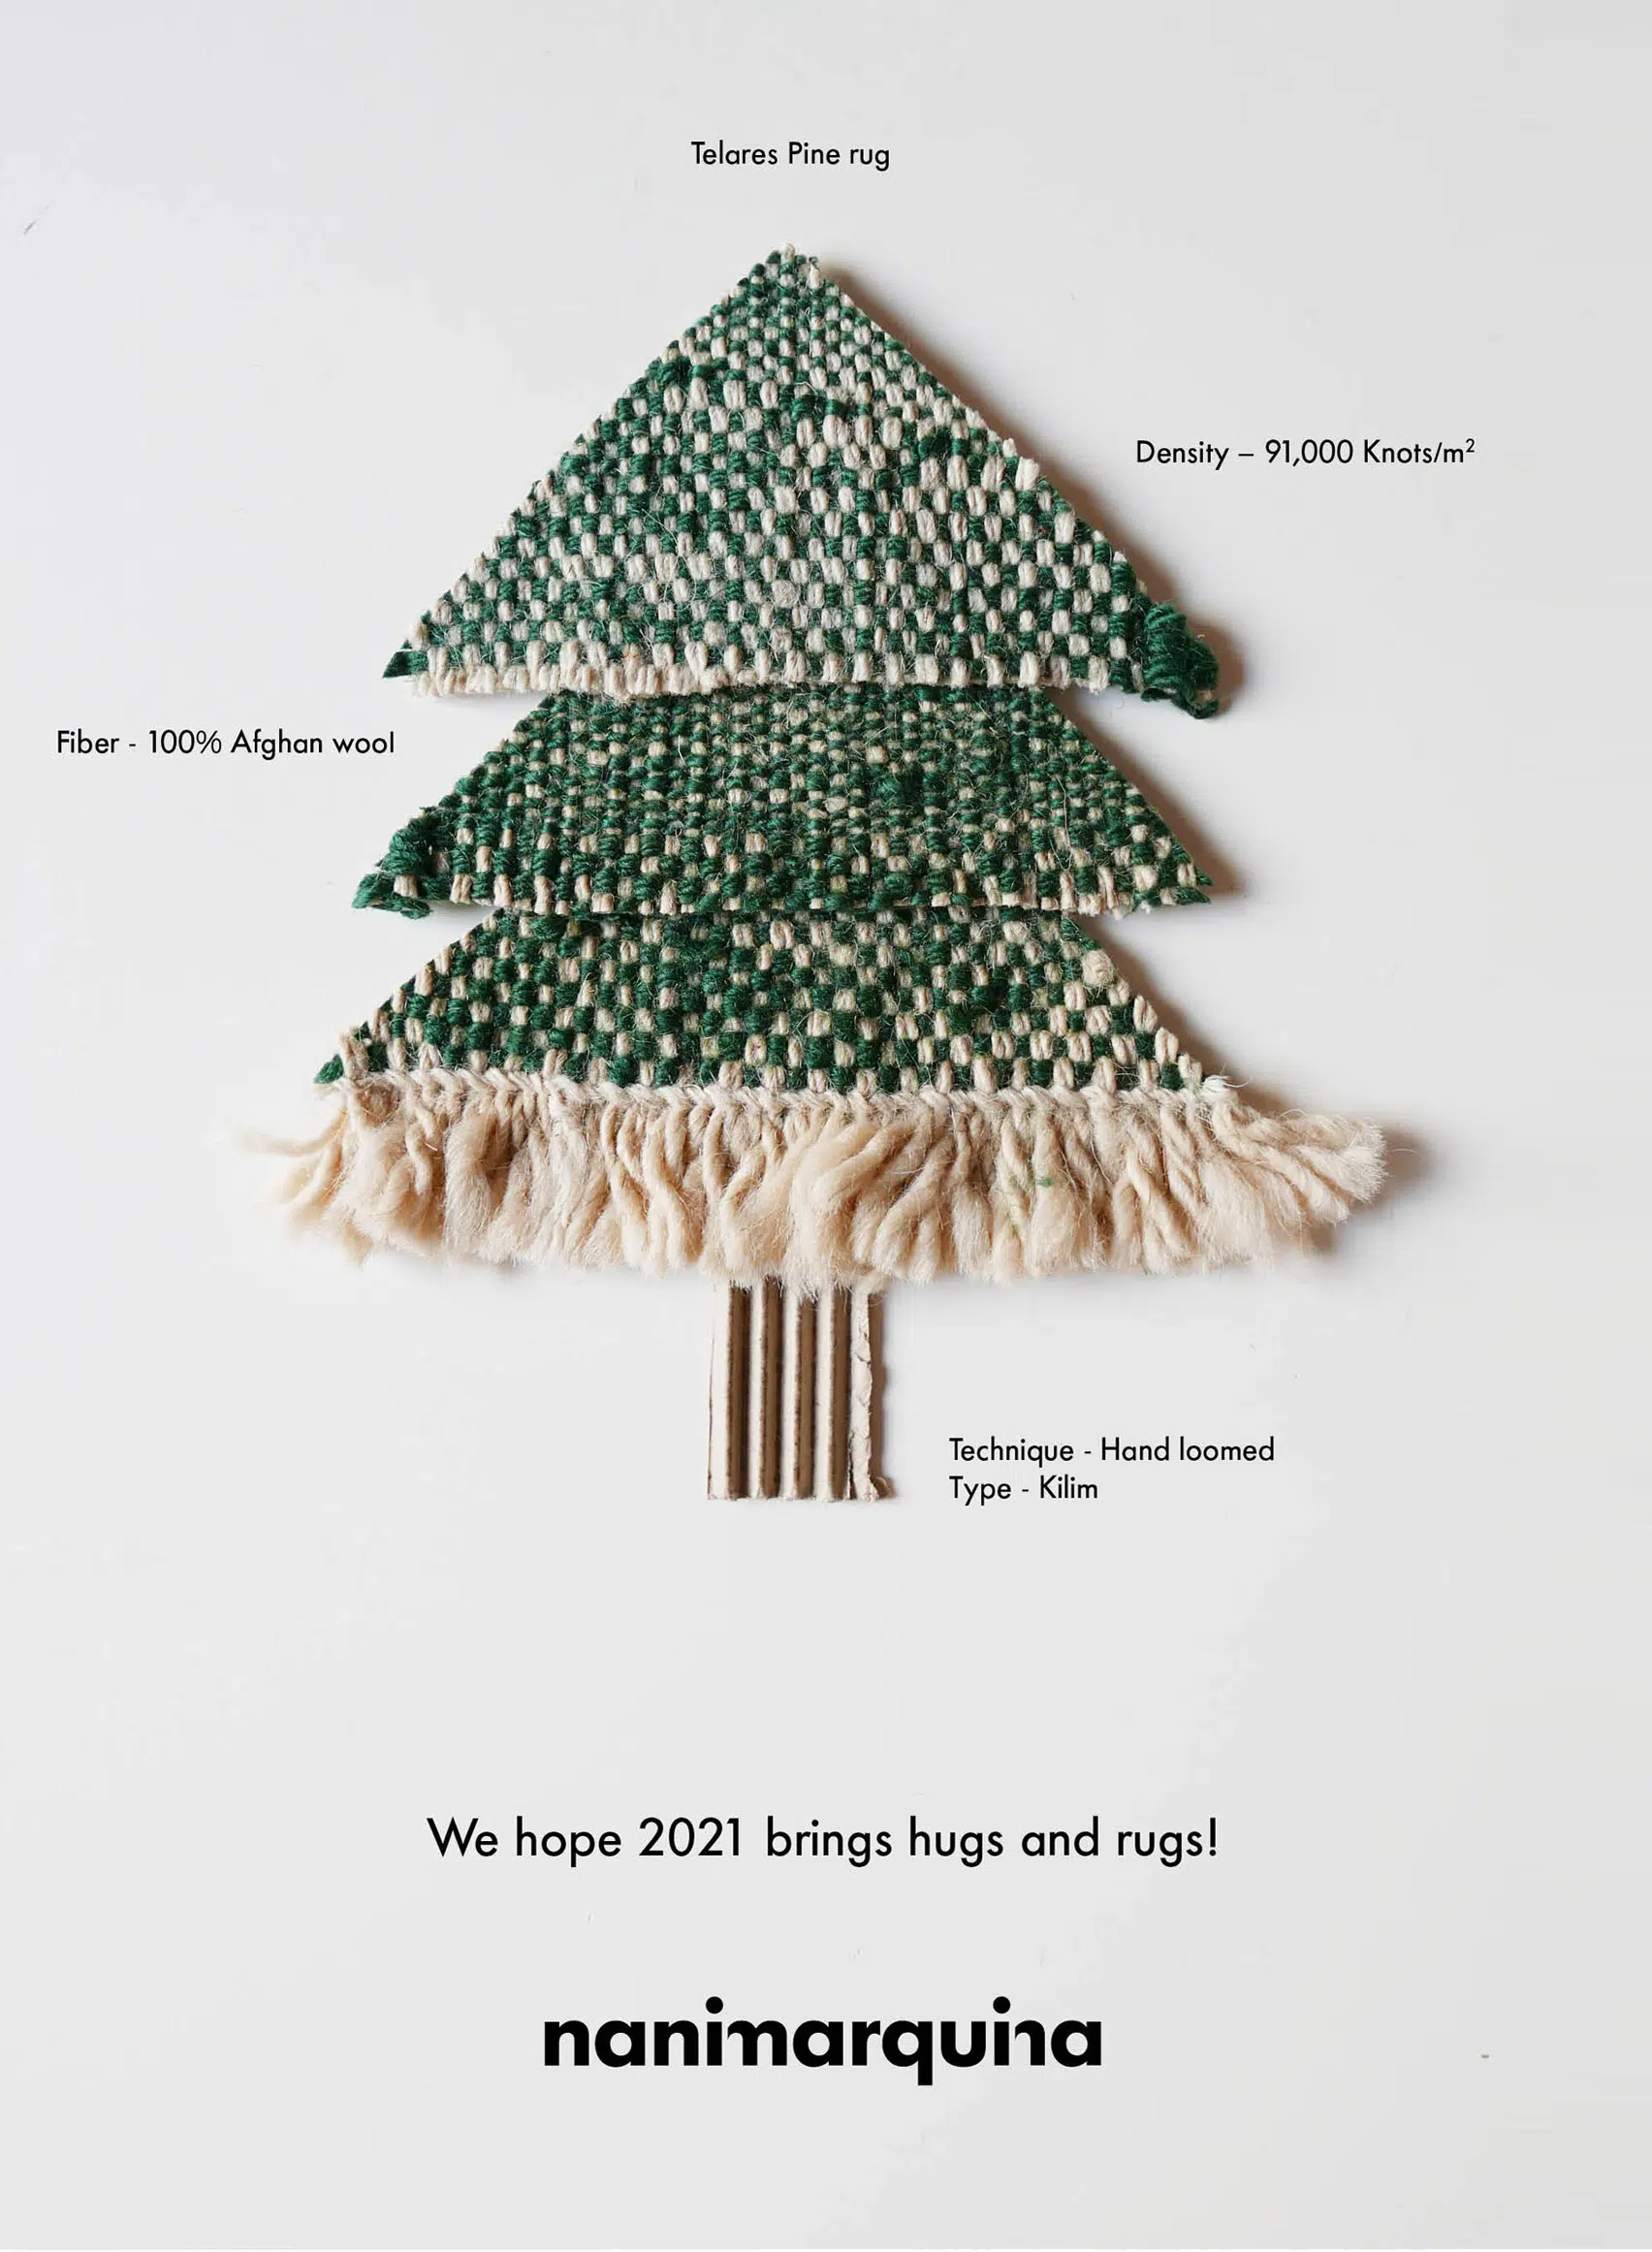 Telares Pine rug
Density – 91,000 Knots/m²
Fiber - 100% Afghan wool
Technique - Hand loomed
Type - Kilim
We hope 2021 brings hugs and rugs!
nanimarquina